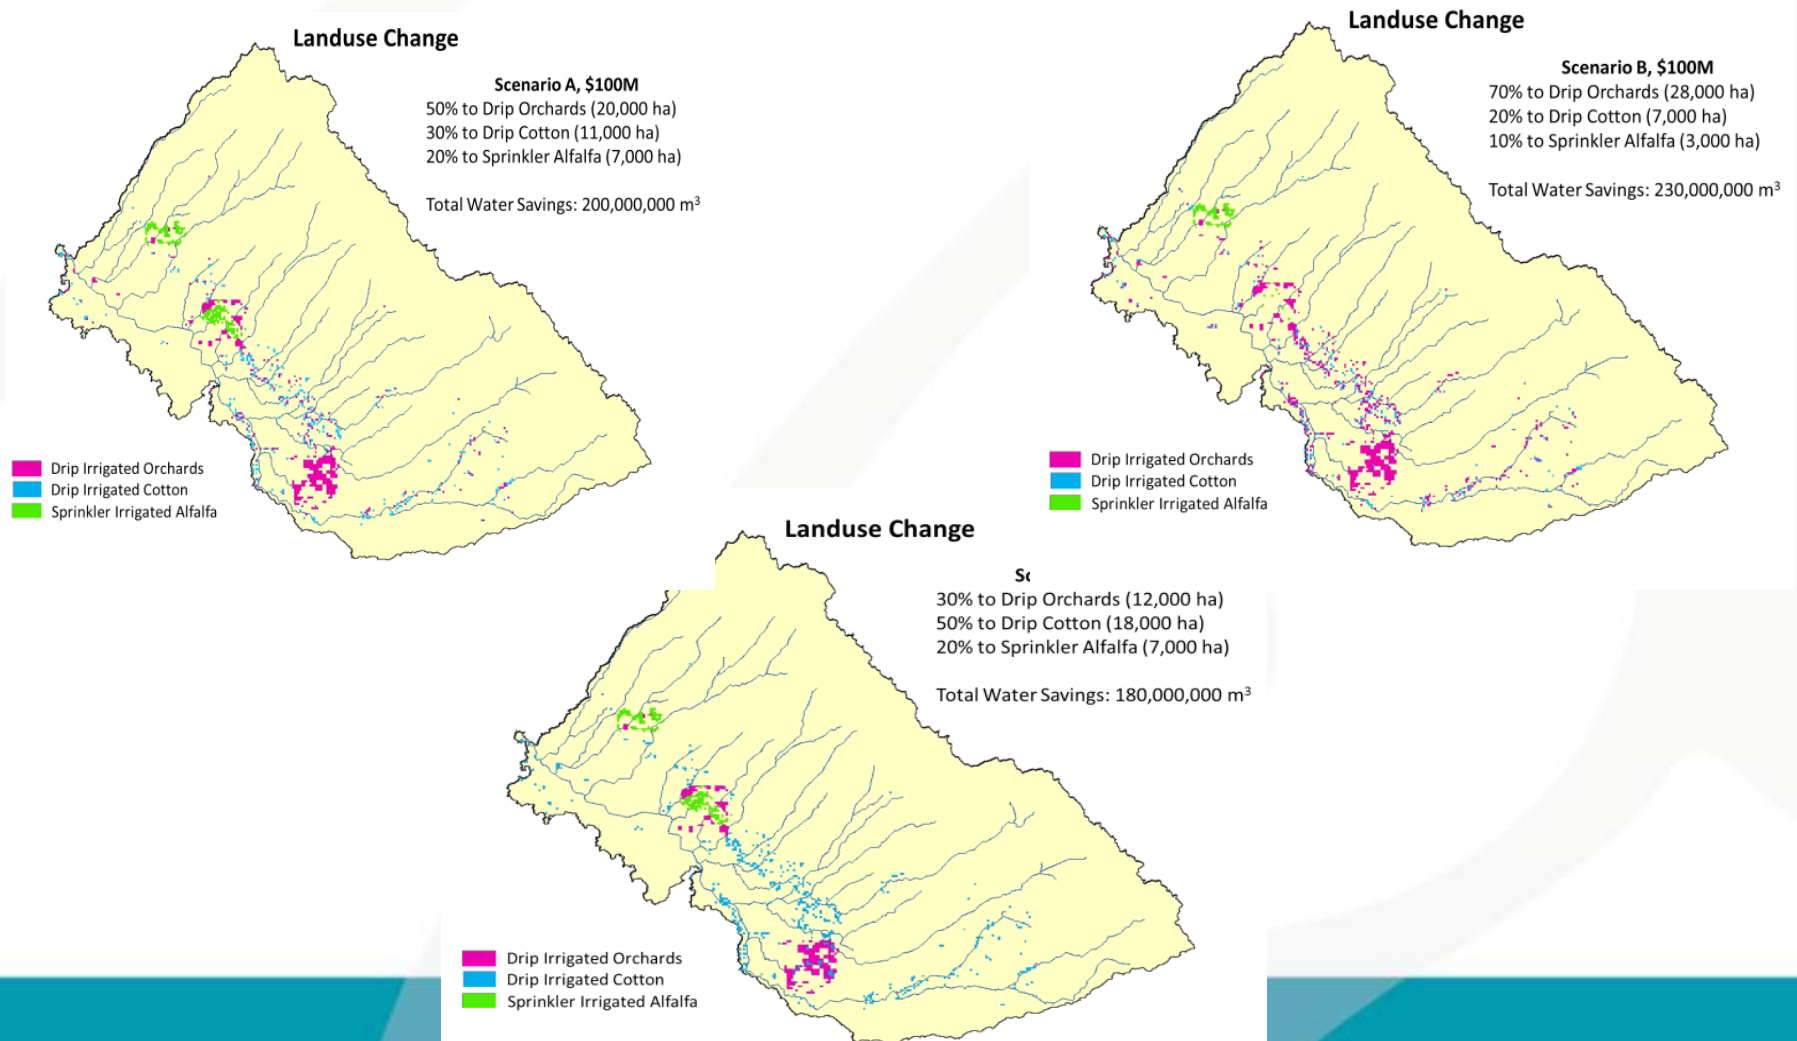 Landuse Change
Scenario A, $100M
50% to Drip Orchards (20,000 ha)
30% to Drip Cotton (11,000 ha)
20% to Sprinkler Alfalfa (7,000 ha)
Total Water Savings: 200,000,000 m³
Drip Irrigated Orchards
Drip Irrigated Cotton
Sprinkler Irrigated Alfalfa
Landuse Change
Scenario B, $100M
70% to Drip Orchards (28,000 ha)
20% to Drip Cotton (7,000 ha)
10% to Sprinkler Alfalfa (3,000 ha)
Total Water Savings: 230,000,000 m³
Drip Irrigated Orchards
Drip Irrigated Cotton
Sprinkler Irrigated Alfalfa
Landuse Change
30% to Drip Orchards (12,000 ha)
50% to Drip Cotton (18,000 ha)
20% to Sprinkler Alfalfa (7,000 ha)
Total Water Savings: 180,000,000 m³
Drip Irrigated Orchards
Drip Irrigated Cotton
Sprinkler Irrigated Alfalfa